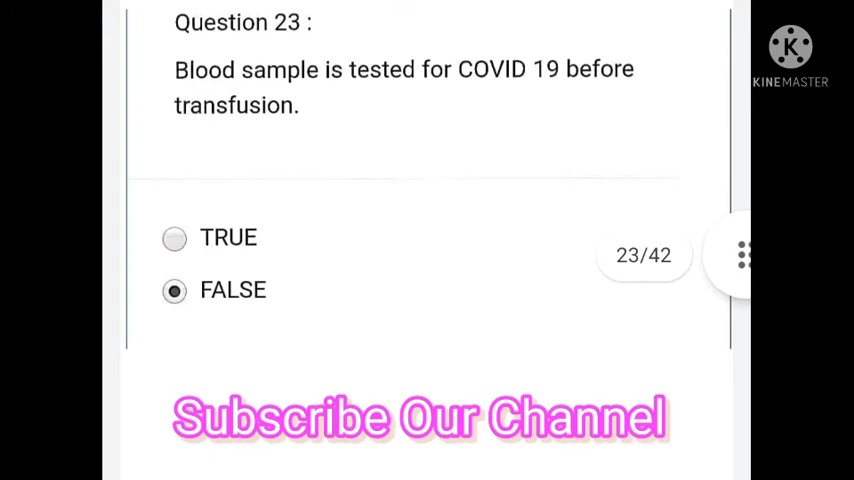 Question 23 :
K
KINEMASTER
Blood sample is tested for COVID 19 before
transfusion.
TRUE
23/42
FALSE
Subscribe Our Channel